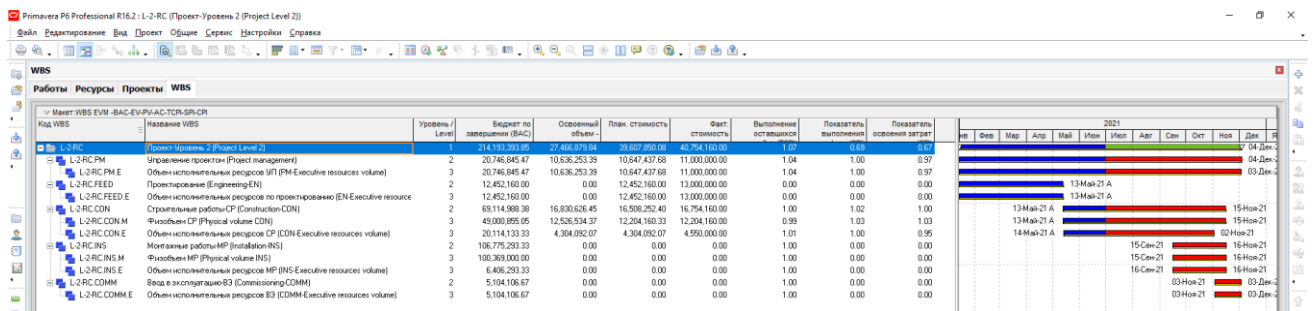 Primavera P6 Professional R16.2 : L-2-RC (Проект-Уровень 2 (Project Level 2))
Файл Редактирование Вид Проект Общие Сервис Настройки Справка
WBS
Работы Ресурсы Проекты WBS
Макет:WBS EVM -BAC-EV-PV-AC-TCPI-SPI-CPI
Код WBS Название WBS Уровень / Level Бюджет по завершении (BAC) Освоенный объем - План. стоимость Факт. стоимость Выполнение оставшихся Показатель выполнения Показатель освоения затрат
2021
нв Фев Мар Апр Май Июн Июл Авг Сен Окт Ноя Дек Я
L-2-RC Проект-Уровень 2 (Project Level 2) 1 214,193,393.85 27,466,879.84 39,607,850.08 40,754,160.00 1.07 0.69 0.67 04-Дек-2
L-2-RC.PM Управление проектом (Project management) 2 20,746,845.47 10,636,253.39 10,647,437.68 11,000,000.00 1.04 1.00 0.97 04-Дек-2
L-2-RC.PM.E Объем исполнительных ресурсов УП (PM-Executive resources volume) 3 20,746,845.47 10,636,253.39 10,647,437.68 11,000,000.00 1.04 1.00 0.97 03-Дек-2
L-2-RC.FEED Проектирование (Engineering-EN) 2 12,452,160.00 0.00 12,452,160.00 13,000,000.00 0.00 0.00 0.00 13-Май-21 A
L-2-RC.FEED.E Объем исполнительных ресурсов по проектированию (EN-Executive resource 3 12,452,160.00 0.00 12,452,160.00 13,000,000.00 0.00 0.00 0.00 13-Май-21 A
L-2-RC.CON Строительные работы-СР (Construction-CON) 2 69,114,988.38 16,830,626.45 16,508,252.40 16,754,160.00 1.00 1.02 1.00 13-Май-21 A 15-Ноя-21
L-2-RC.CON.M Физобъем СР (Physical volume CON) 3 49,000,855.05 12,526,534.37 12,204,160.33 12,204,160.00 0.99 1.03 1.03 13-Май-21 A 15-Ноя-21
L-2-RC.CON.E Объем исполнительных ресурсов СР (CON-Executive resources volume) 3 20,114,133.33 4,304,092.07 4,304,092.07 4,550,000.00 1.01 1.00 0.95 14-Май-21 A 02-Ноя-21
L-2-RC.INS Монтажные работы-МР (Installation-INS) 2 106,775,293.33 0.00 0.00 0.00 1.00 0.00 0.00 15-Сен-21 16-Ноя-21
L-2-RC.INS.M Физобъем МР (Physical volume INS) 3 100,369,000.00 0.00 0.00 0.00 1.00 0.00 0.00 15-Сен-21 16-Ноя-21
L-2-RC.INS.E Объем исполнительных ресурсов МР (INS-Executive resources volume) 3 6,406,293.33 0.00 0.00 0.00 1.00 0.00 0.00 16-Сен-21 16-Ноя-21
L-2-RC.COMM Ввод в эксплуатацию-ВЭ (Commissioning-COMM) 2 5,104,106.67 0.00 0.00 0.00 1.00 0.00 0.00 03-Ноя-21 03-Дек-2
L-2-RC.COMM.E Объем исполнительных ресурсов ВЭ (COMM-Executive resources volume) 3 5,104,106.67 0.00 0.00 0.00 1.00 0.00 0.00 03-Ноя-21 03-Дек-2